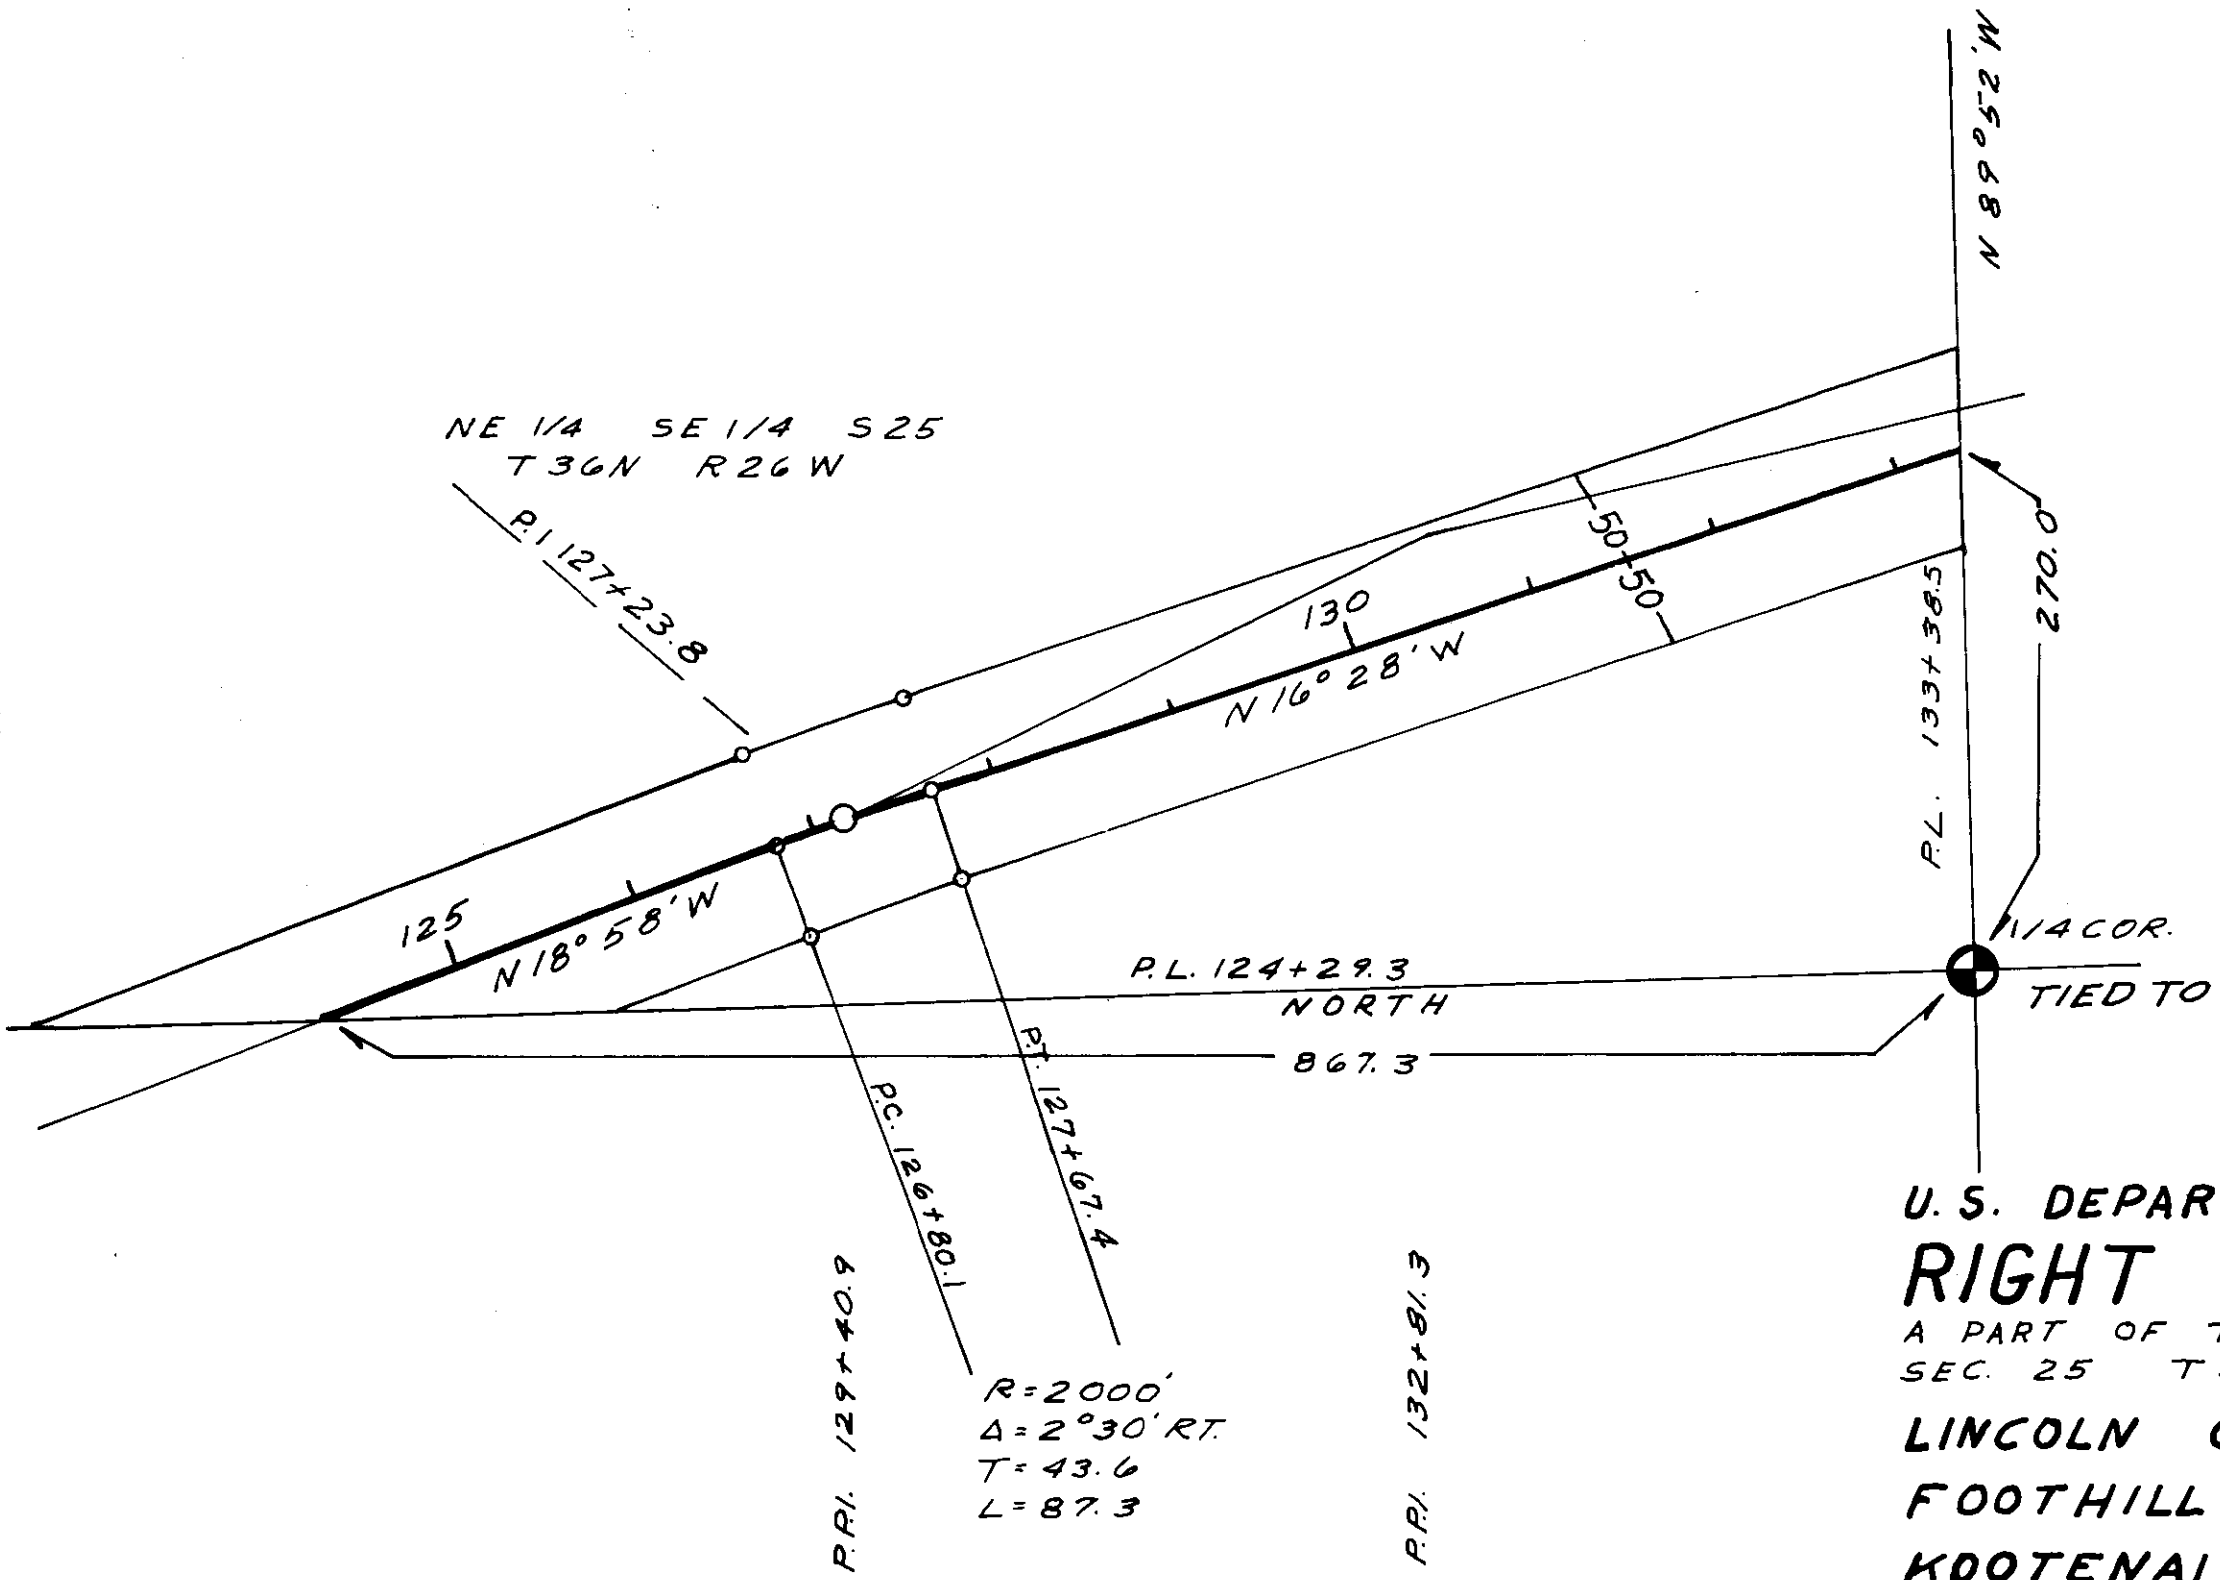 N 89°52'W
NE 1/4 SE 1/4 S25
T 36N R 26 W
P.I 127+23.8
50 50
270.0
130
N 16° 28' W
P.L. 133+38.5
125
N 18° 58' W
1/4 COR.
P.L. 124+29.3
NORTH
TIED TO
867.3
P.C. 126+80.1
P.T. 127+67.4
P.P.I. 129+40.9
P.P.I. 132+81.3
R=2000'
Δ=2°30' RT.
T=43.6
L=87.3
U.S. DEPAR
RIGHT
A PART OF T
SEC. 25 T
LINCOLN
FOOTHILL
KOOTENAI